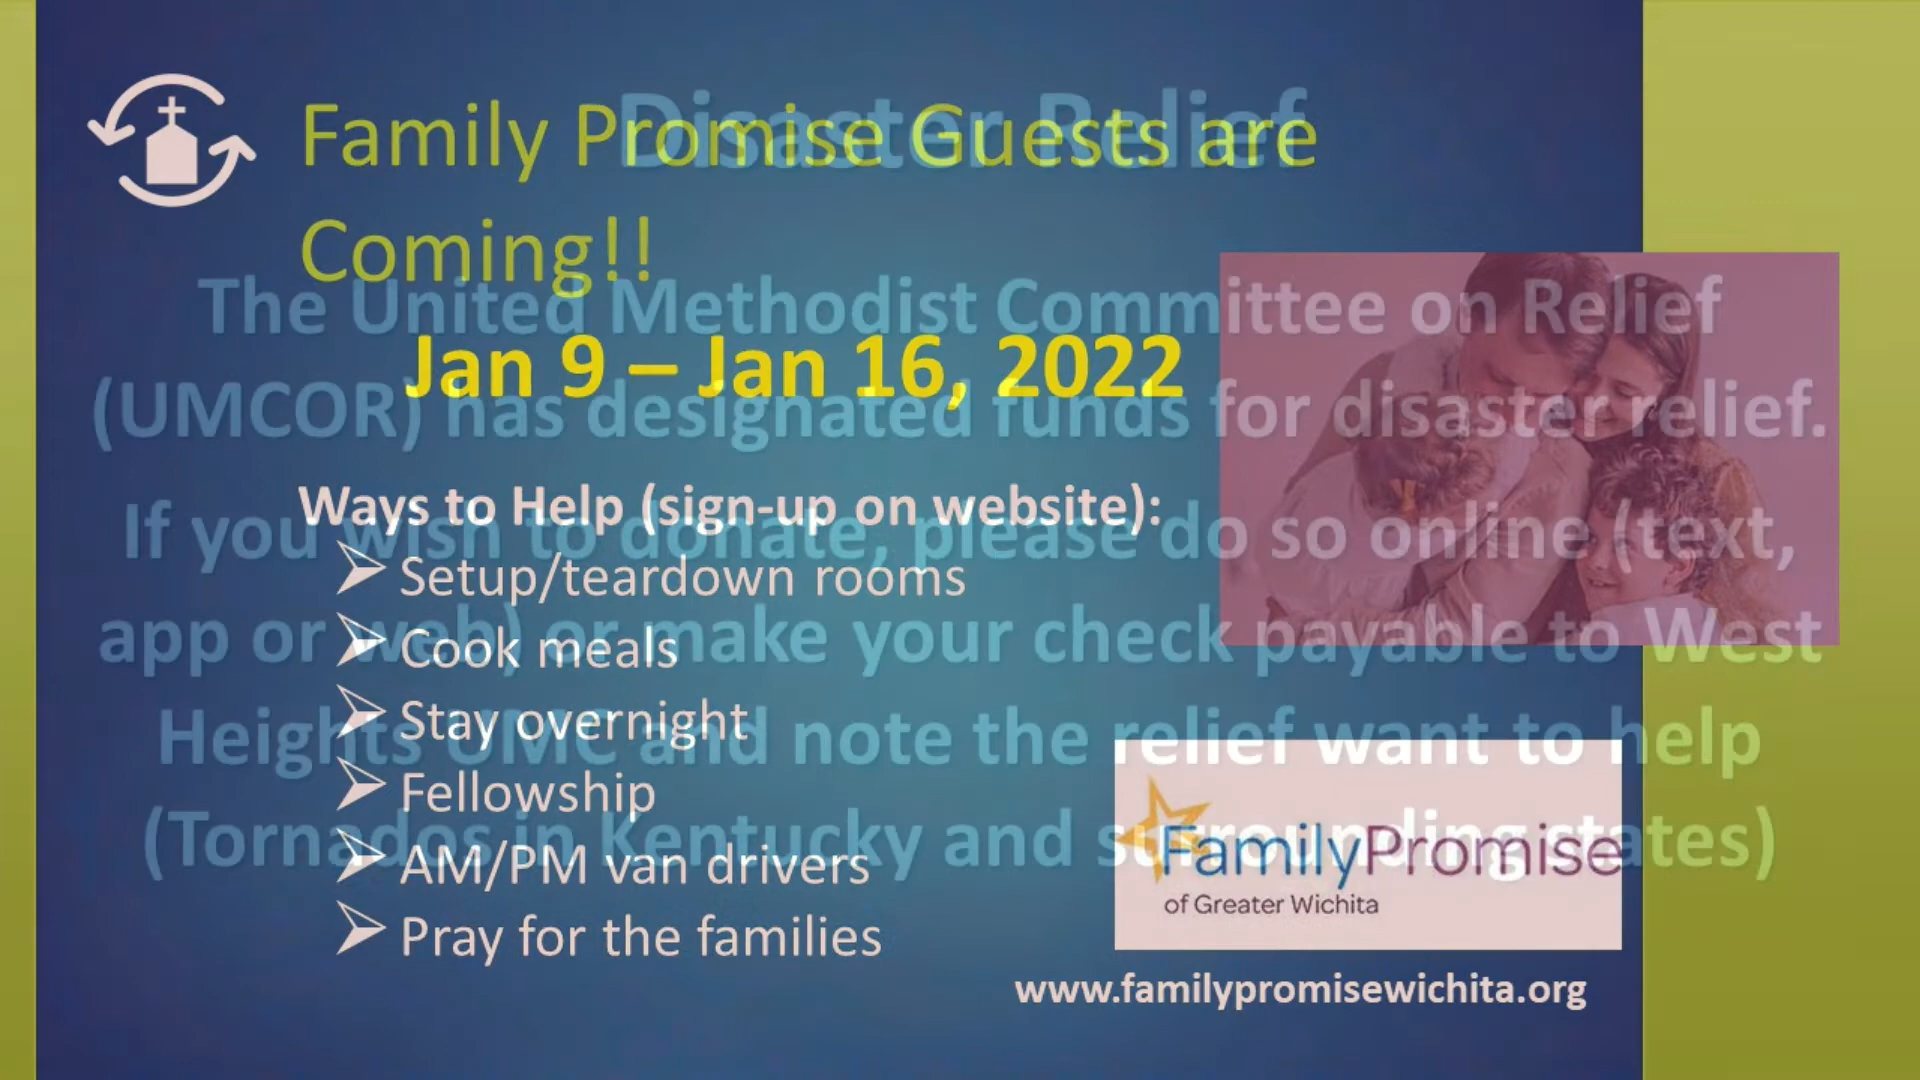 Family Promise Guests are
Coming!!
Jan 9 – Jan 16, 2022
Ways to Help (sign-up on website):
Setup/teardown rooms
Cook meals
Stay overnight
Fellowship
AM/PM van drivers
Pray for the families
FamilyPromise
of Greater Wichita
www.familypromisewichita.org
Disaster Relief
The United Methodist Committee on Relief
(UMCOR) has designated funds for disaster relief.
If you wish to donate, please do so online (text,
app or web) or make your check payable to West
Heights UMC and note the relief want to help
(Tornados in Kentucky and surrounding states)